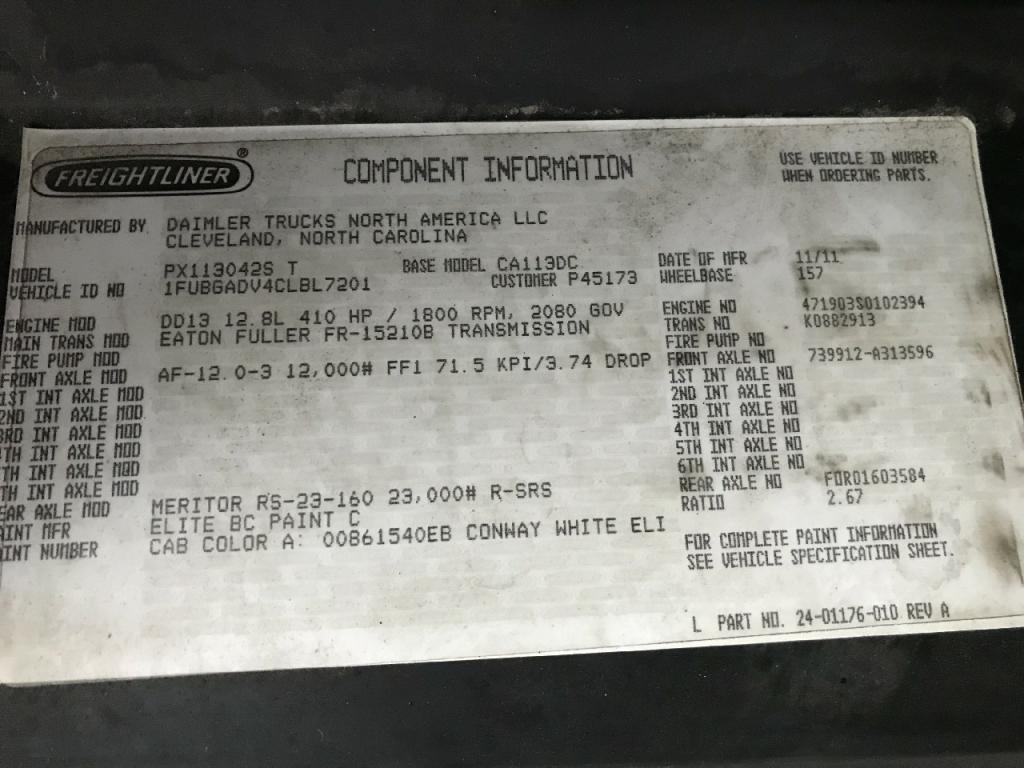 FREIGHTLINER ®
COMPONENT INFORMATION
USE VEHICLE ID NUMBER
WHEN ORDERING PARTS.
MANUFACTURED BY DAIMLER TRUCKS NORTH AMERICA LLC
CLEVELAND, NORTH CAROLINA
MODEL PX113042S T BASE MODEL CA113DC DATE OF MFR 11/11
VEHICLE ID NO 1FUBGADV4CLBL7201 CUSTOMER P45173 WHEELBASE 157
ENGINE MOD DD13 12.8L 410 HP / 1800 RPM, 2080 GOV ENGINE NO 471903S0102394
MAIN TRANS MOD EATON FULLER FR-15210B TRANSMISSION TRANS NO K0882913
FIRE PUMP MOD FIRE PUMP NO
FRONT AXLE MOD AF-12.0-3 12,000# FF1 71.5 KPI/3.74 DROP FRONT AXLE NO 739912-A313596
1ST INT AXLE MOD 1ST INT AXLE NO
2ND INT AXLE MOD 2ND INT AXLE NO
3RD INT AXLE MOD 3RD INT AXLE NO
TH INT AXLE MOD 4TH INT AXLE NO
TH INT AXLE MOD 5TH INT AXLE NO
TH INT AXLE MOD 6TH INT AXLE NO
EAR AXLE MOD MERITOR RS-23-160 23,000# R-SRS REAR AXLE NO FOR01603584
AINT MFR ELITE BC PAINT C RATIO 2.67
INT NUMBER CAB COLOR A: 00861540EB CONWAY WHITE ELI
FOR COMPLETE PAINT INFORMATION
SEE VEHICLE SPECIFICATION SHEET.
L PART NO. 24-01176-010 REV A